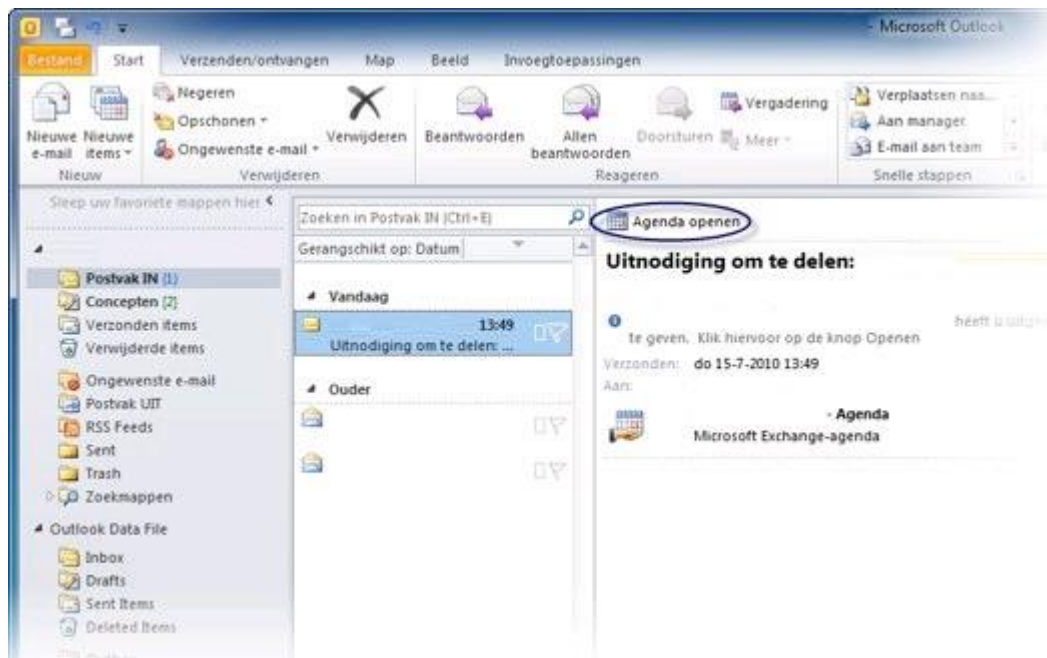 - Microsoft Outlook
Bestand Start Verzenden/ontvangen Map Beeld Invoegtoepassingen
Nieuwe e-mail
Nieuwe items
Nieuw
Negeren
Opschonen
Ongewenste e-mail
Verwijderen
Verwijderen
Beantwoorden
Allen beantwoorden
Doorsturen
Vergadering
Meer
Reageren
Verplaatsen naa...
Aan manager
E-mail aan team
Snelle stappen
Sleep uw favoriete mappen hier
Postvak IN (1)
Concepten [2]
Verzonden items
Verwijderde items
Ongewenste e-mail
Postvak UIT
RSS Feeds
Sent
Trash
Zoekmappen
Outlook Data File
Inbox
Drafts
Sent Items
Deleted Items
Zoeken in Postvak IN (Ctrl+E)
Gerangschikt op: Datum
Vandaag
13:49
Uitnodiging om te delen: ...
Ouder
Agenda openen
Uitnodiging om te delen:
heeft u
te geven. Klik hiervoor op de knop Openen
Verzonden: do 15-7-2010 13:49
Aan:
- Agenda
Microsoft Exchange-agenda